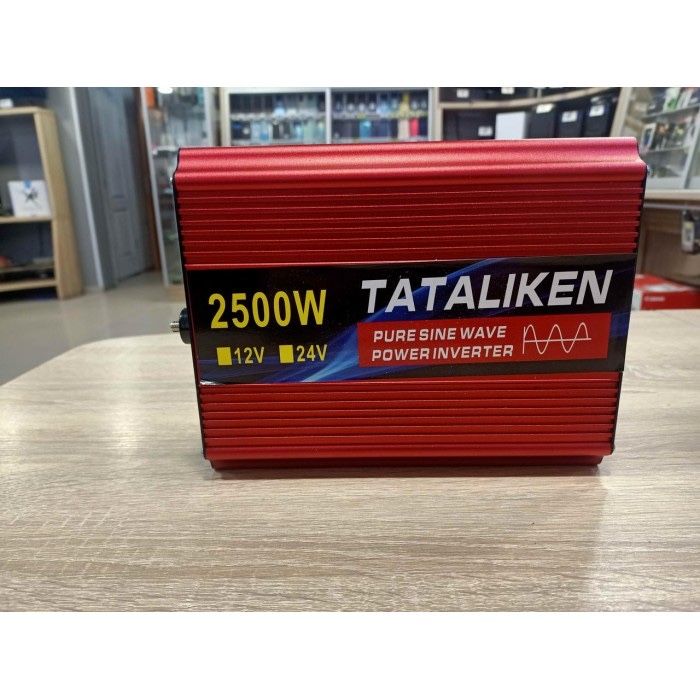 TATALIKEN
2500W
PURE SINE WAVE
POWER INVERTER
12V 24V